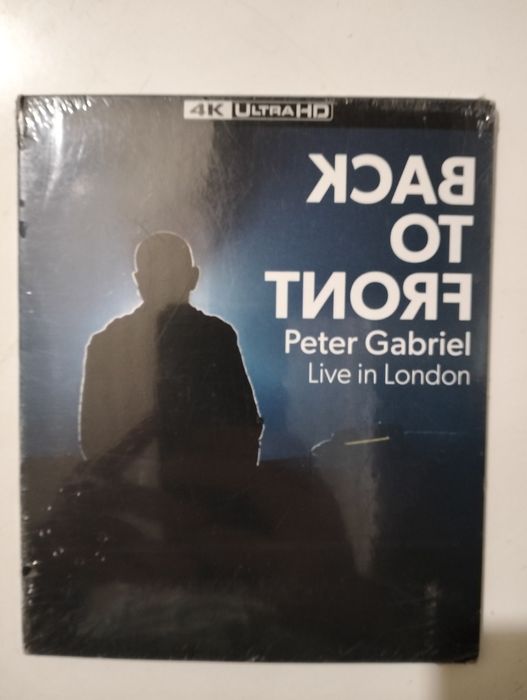 4K ULTRA HD
BACK
TO
FRONT
Peter Gabriel
Live in London